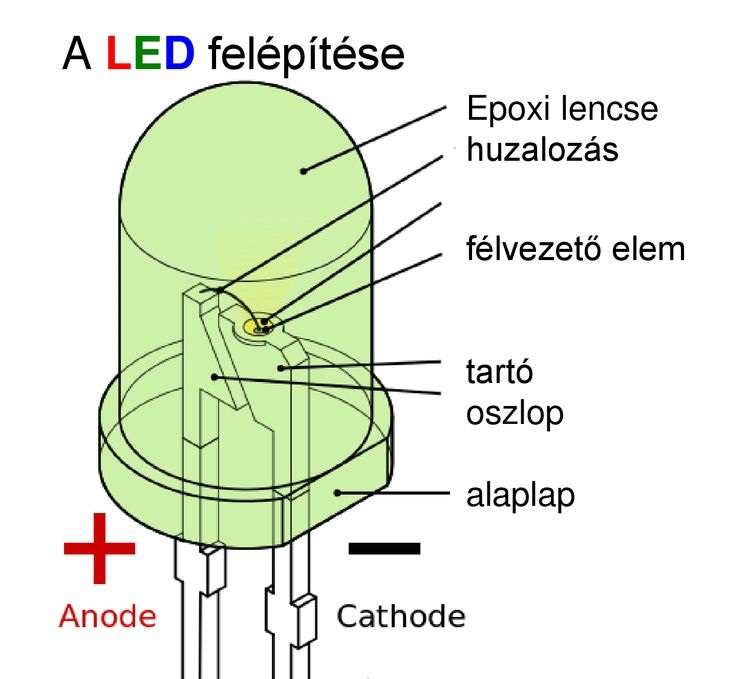 A LED felépítése
Epoxi lencse
huzalozás
félvezető elem
tartó
oszlop
alaplap
Anode
Cathode